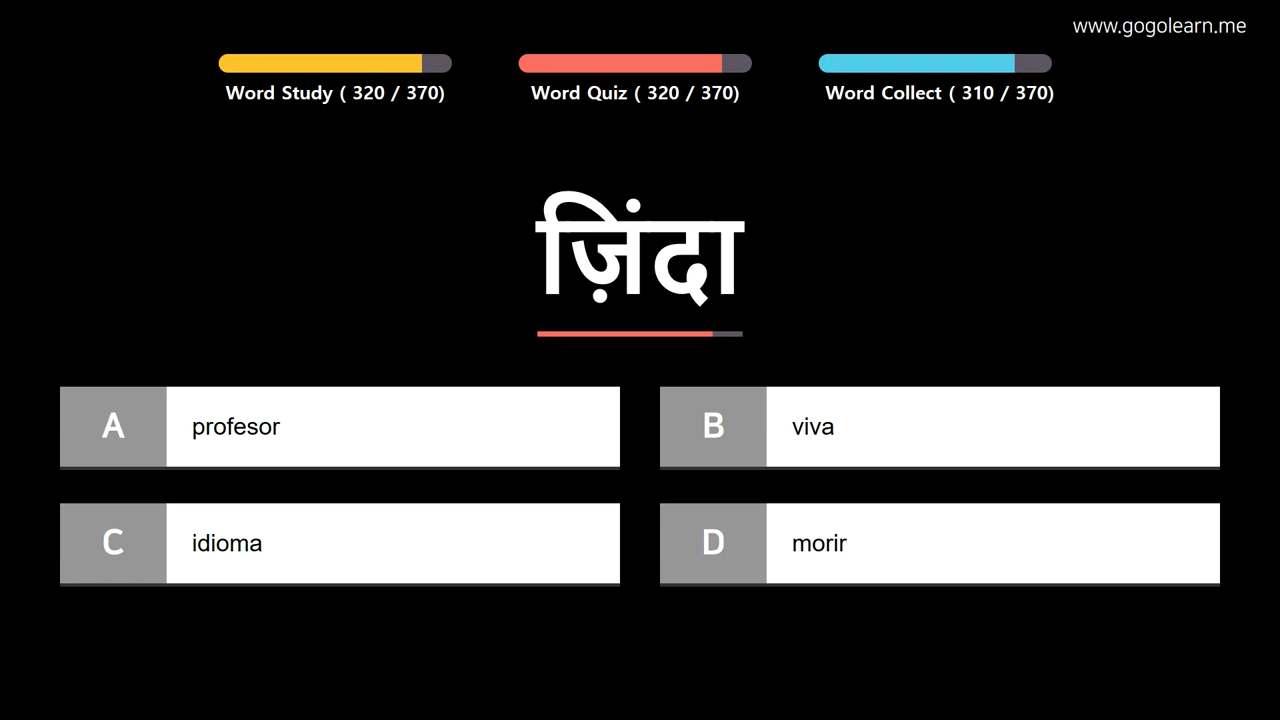 www.gogolearn.me
Word Study ( 320 / 370) Word Quiz ( 320 / 370) Word Collect ( 310 / 370)
ज़िंदा
A profesor
B viva
C idioma
D morir